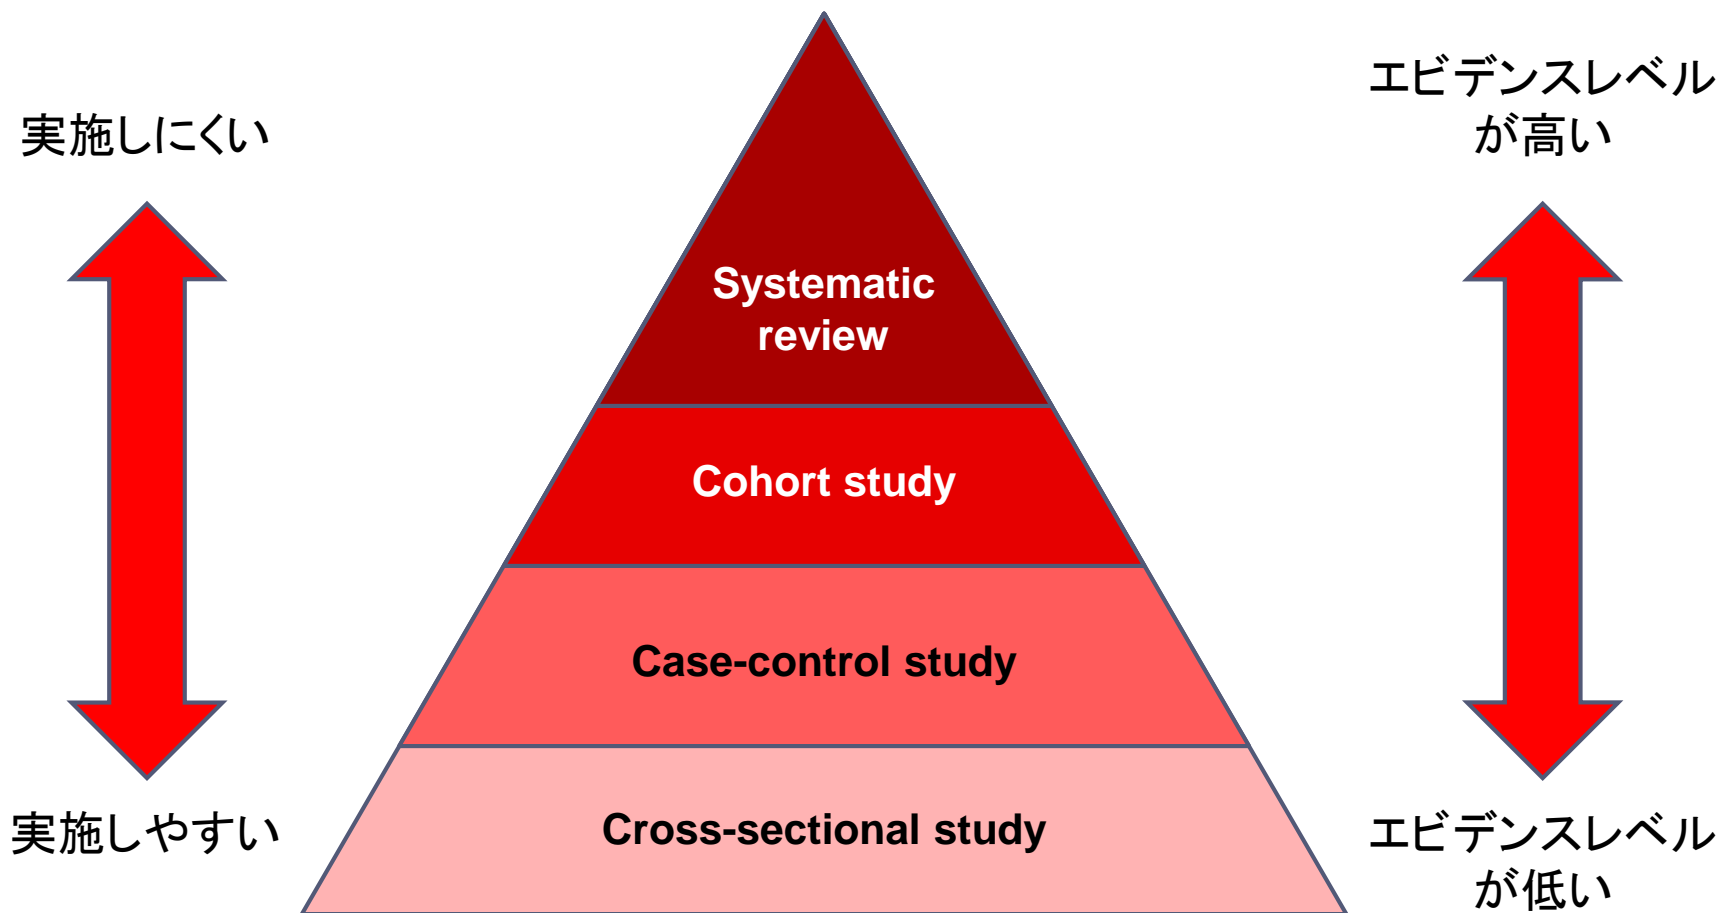 実施しにくい
実施しやすい
Systematic
review
Cohort study
Case-control study
Cross-sectional study
エビデンスレベル
が高い
エビデンスレベル
が低い